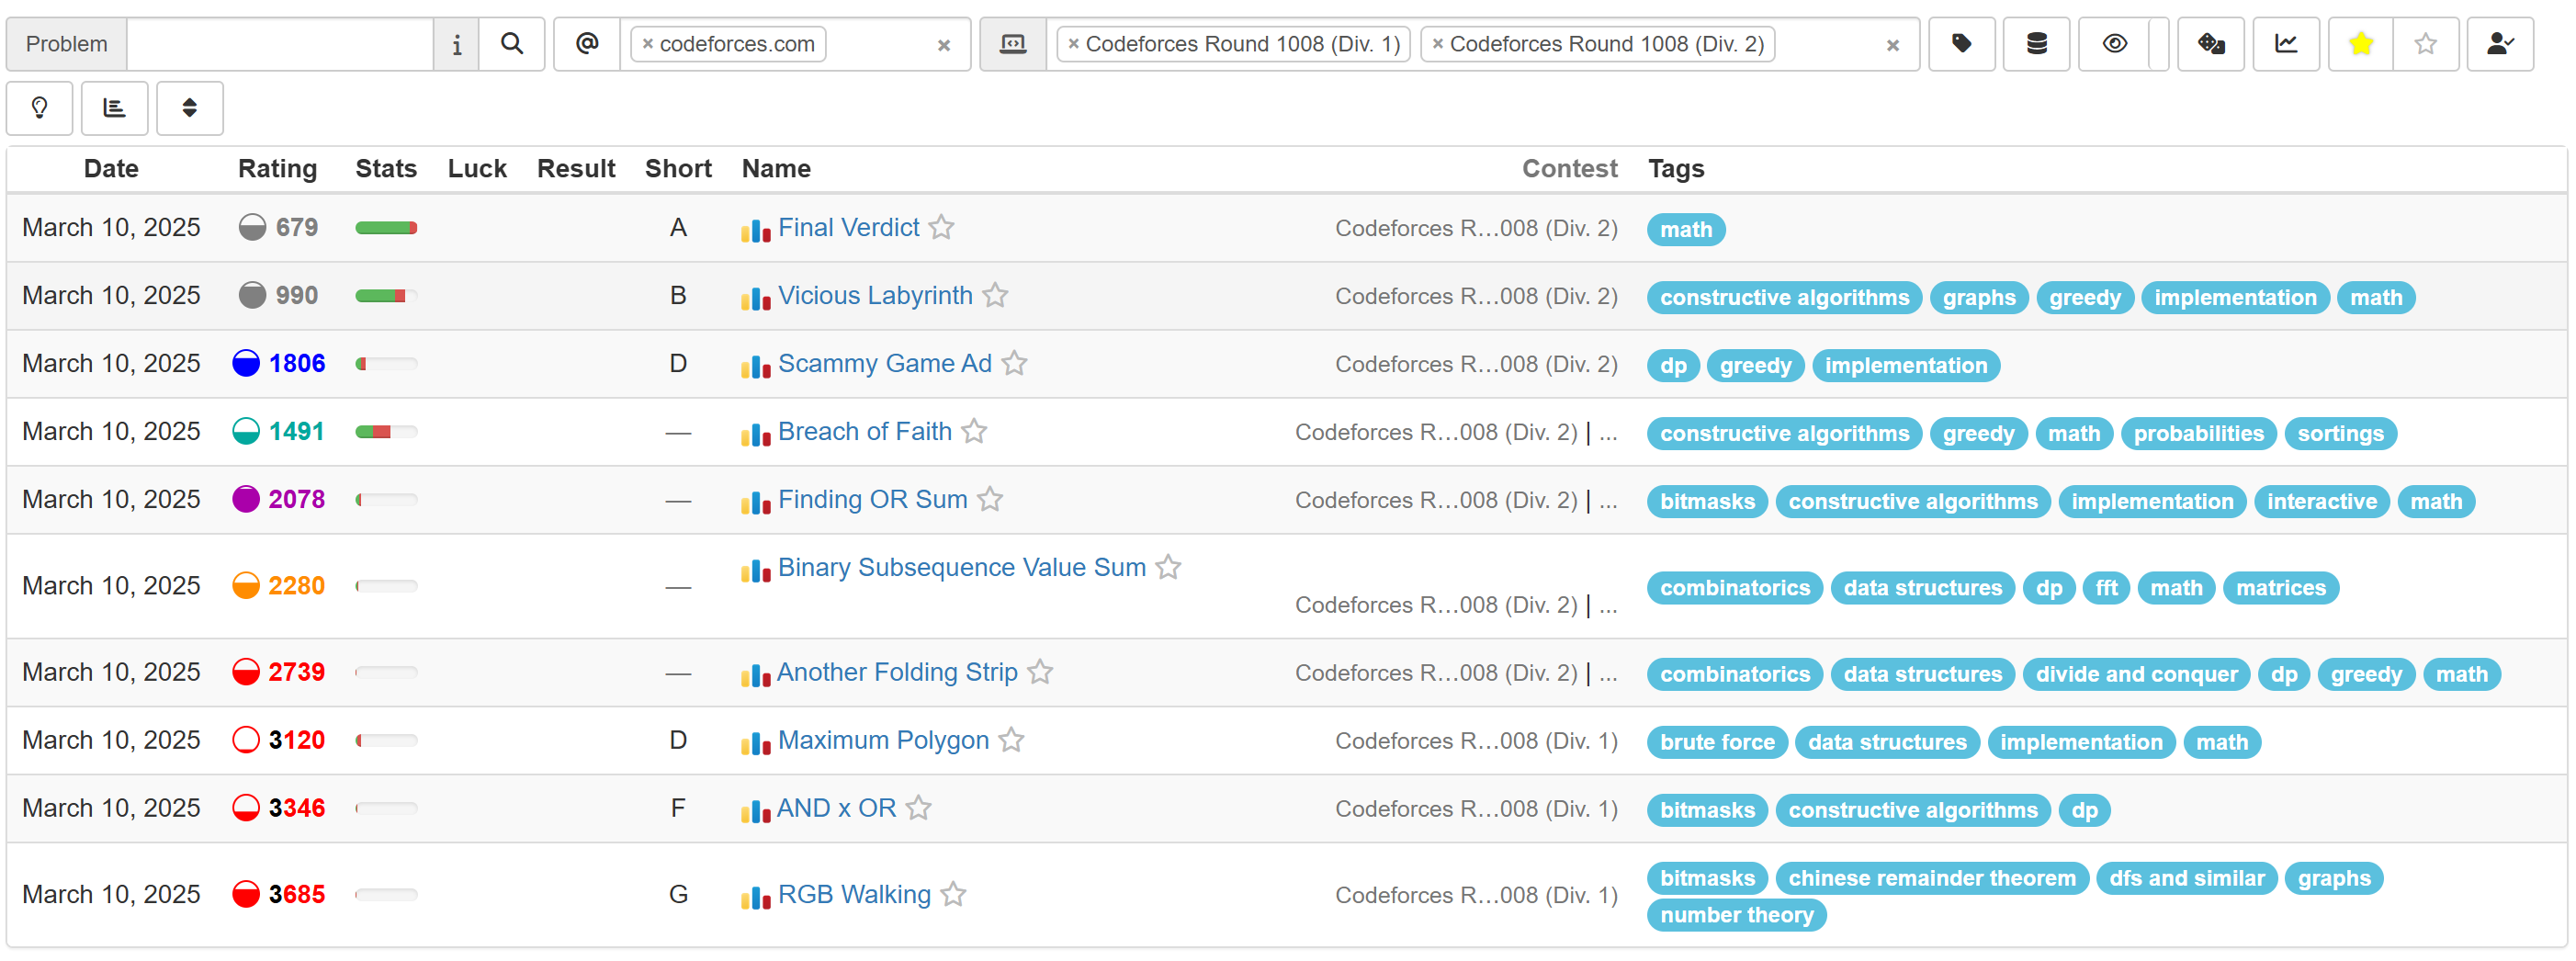 Problem i @ × codeforces.com × × Codeforces Round 1008 (Div. 1) × Codeforces Round 1008 (Div. 2) ×
Date Rating Stats Luck Result Short Name Contest Tags
March 10, 2025 679 A Final Verdict Codeforces R...008 (Div. 2) math
March 10, 2025 990 B Vicious Labyrinth Codeforces R...008 (Div. 2) constructive algorithms graphs greedy implementation math
March 10, 2025 1806 D Scammy Game Ad Codeforces R...008 (Div. 2) dp greedy implementation
March 10, 2025 1491 — Breach of Faith Codeforces R...008 (Div. 2) | ... constructive algorithms greedy math probabilities sortings
March 10, 2025 2078 — Finding OR Sum Codeforces R...008 (Div. 2) | ... bitmasks constructive algorithms implementation interactive math
March 10, 2025 2280 — Binary Subsequence Value Sum Codeforces R...008 (Div. 2) | ... combinatorics data structures dp fft math matrices
March 10, 2025 2739 — Another Folding Strip Codeforces R...008 (Div. 2) | ... combinatorics data structures divide and conquer dp greedy math
March 10, 2025 3120 D Maximum Polygon Codeforces R...008 (Div. 1) brute force data structures implementation math
March 10, 2025 3346 F AND x OR Codeforces R...008 (Div. 1) bitmasks constructive algorithms dp
March 10, 2025 3685 G RGB Walking Codeforces R...008 (Div. 1) bitmasks chinese remainder theorem dfs and similar graphs
number theory